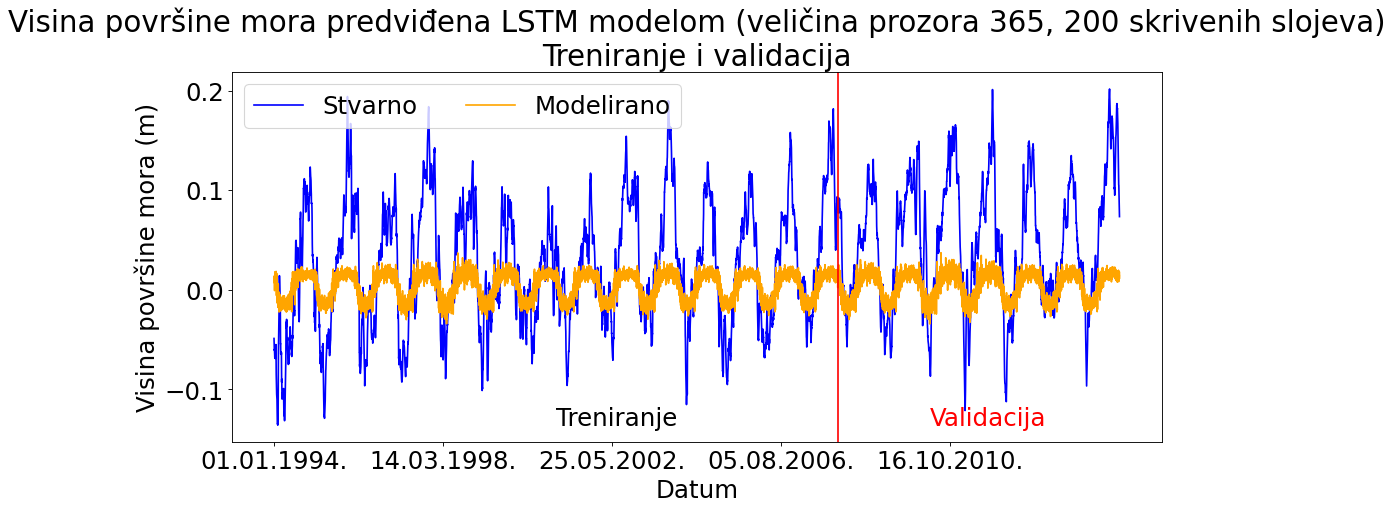 Visina površine mora predviđena LSTM modelom (veličina prozora 365, 200 skrivenih slojeva)
Treniranje i validacija
Stvarno
Modelirano
Visina površine mora (m)
0.2
0.1
0.0
−0.1
Treniranje
Validacija
01.01.1994.
14.03.1998.
25.05.2002.
05.08.2006.
16.10.2010.
Datum